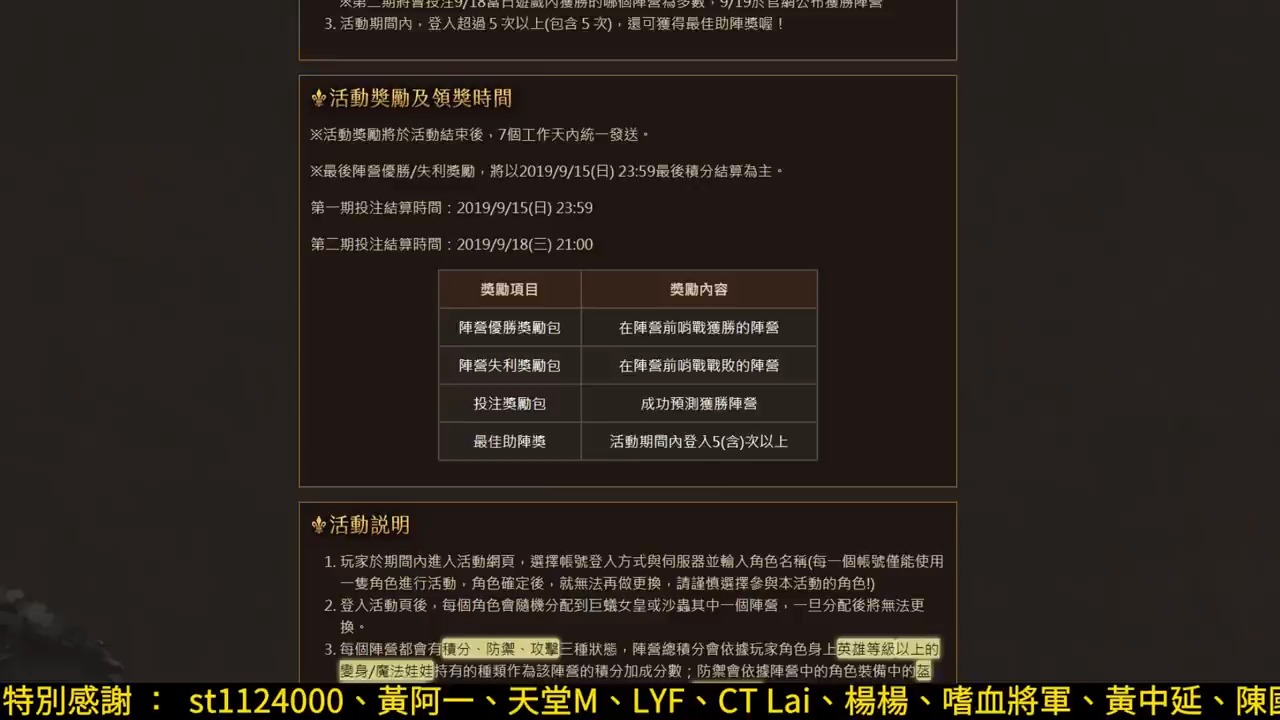 ※第二期將會投注9/18當日遊戲內獲勝的哪個陣營為多數，9/19於官網公布獲勝陣營
3. 活動期間內，登入超過 5 次以上(包含 5 次)，還可獲得最佳助陣獎喔！
活動獎勵及領獎時間
※活動獎勵將於活動結束後，7個工作天內統一發送。
※最後陣營優勝/失利獎勵，將以2019/9/15(日) 23:59最後積分結算為主。
第一期投注結算時間：2019/9/15(日) 23:59
第二期投注結算時間：2019/9/18(三) 21:00
獎勵項目 獎勵內容
陣營優勝獎勵包 在陣營前哨戰獲勝的陣營
陣營失利獎勵包 在陣營前哨戰戰敗的陣營
投注獎勵包 成功預測獲勝陣營
最佳助陣獎 活動期間內登入5(含)次以上
活動說明
1. 玩家於期間內進入活動網頁，選擇帳號登入方式與伺服器並輸入角色名稱(每一個帳號僅能使用
一隻角色進行活動，角色確定後，就無法再做更換，請謹慎選擇參與本活動的角色!)
2. 登入活動頁後，每個角色會隨機分配到巨蟻女皇或沙蟲其中一個陣營，一旦分配後將無法更
換。
3. 每個陣營都會有積分、防禦、攻擊三種狀態，陣營總積分會依據玩家角色身上英雄等級以上的
變身/魔法娃娃持有的種類作為該陣營的積分加成分數；防禦會依據陣營中的角色裝備中的盔
特別感謝 ： st1124000、黃阿一、天堂M、LYF、CT Lai、楊楊、嗜血將軍、黃中延、陳